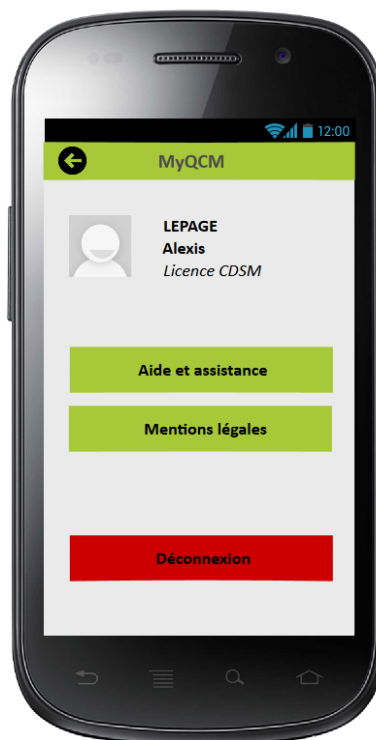 12:00
MyQCM
LEPAGE
Alexis
Licence CDSM
Aide et assistance
Mentions légales
Déconnexion